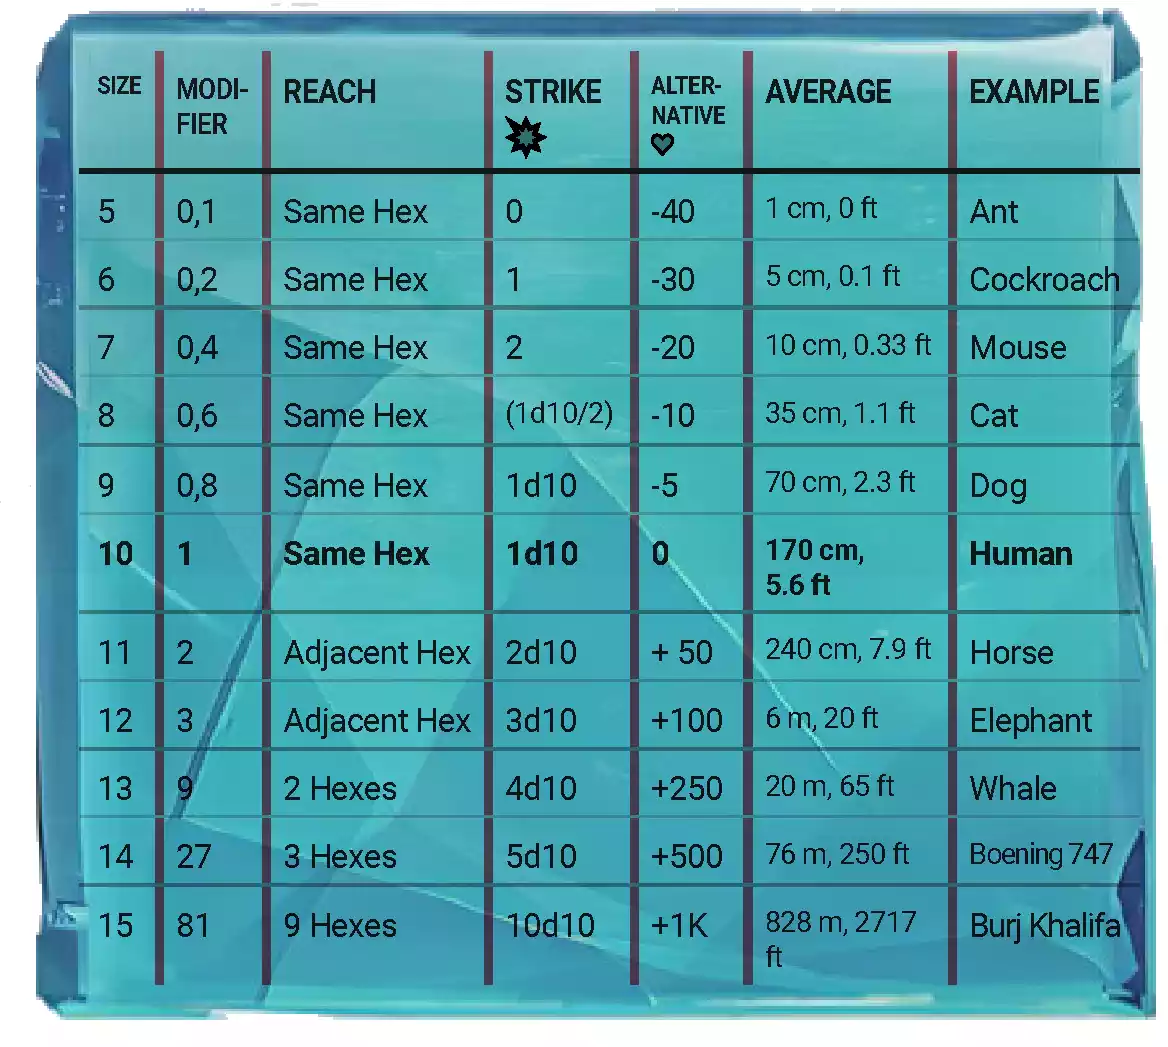 SIZE MODI- REACH STRIKE ALTER- AVERAGE EXAMPLE
FIER NATIVE
5 0,1 Same Hex 0 -40 1 cm, 0 ft Ant
6 0,2 Same Hex 1 -30 5 cm, 0.1 ft Cockroach
7 0,4 Same Hex 2 -20 10 cm, 0.33 ft Mouse
8 0,6 Same Hex (1d10/2) -10 35 cm, 1.1 ft Cat
9 0,8 Same Hex 1d10 -5 70 cm, 2.3 ft Dog
10 1 Same Hex 1d10 0 170 cm, Human
5.6 ft
11 2 Adjacent Hex 2d10 + 50 240 cm, 7.9 ft Horse
12 3 Adjacent Hex 3d10 +100 6 m, 20 ft Elephant
13 9 2 Hexes 4d10 +250 20 m, 65 ft Whale
14 27 3 Hexes 5d10 +500 76 m, 250 ft Boening 747
15 81 9 Hexes 10d10 +1K 828 m, 2717 Burj Khalifa
ft